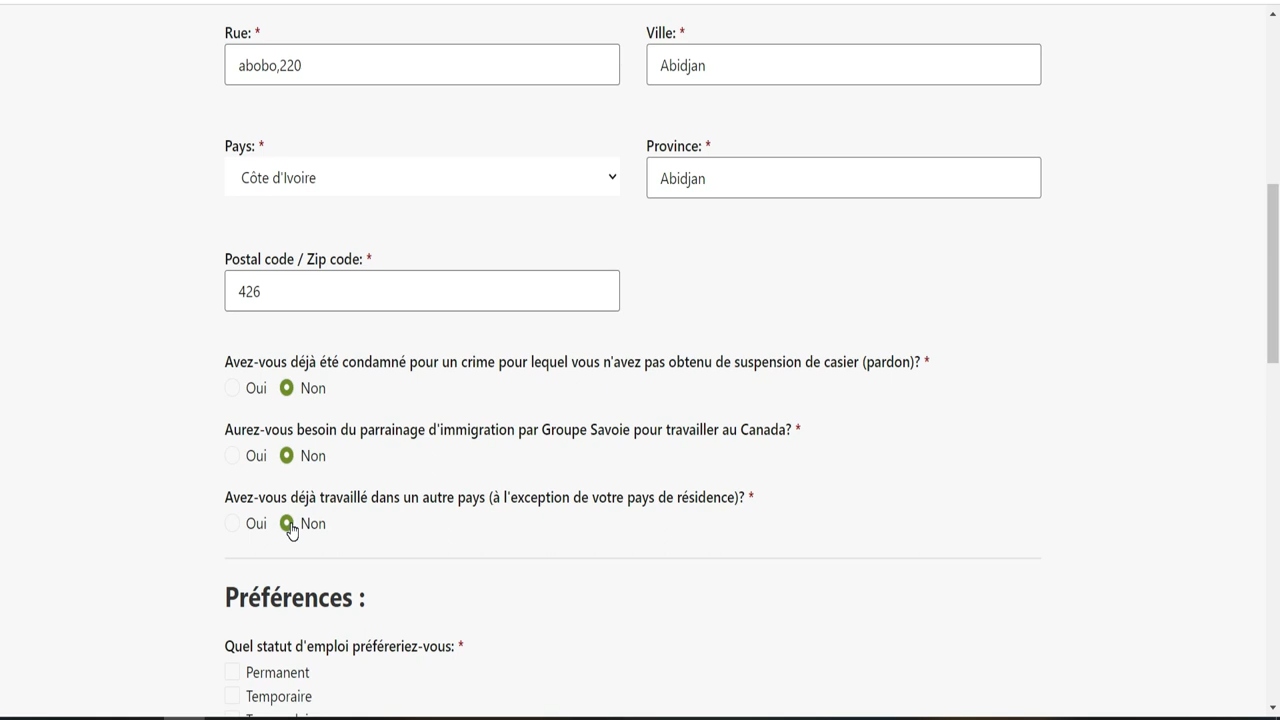 Rue: *
Ville: *
abobo,220
Abidjan
Pays: *
Province: *
Côte d'Ivoire
Abidjan
Postal code / Zip code: *
426
Avez-vous déjà été condamné pour un crime pour lequel vous n'avez pas obtenu de suspension de casier (pardon)? *
Oui Non
Aurez-vous besoin du parrainage d'immigration par Groupe Savoie pour travailler au Canada? *
Oui Non
Avez-vous déjà travaillé dans un autre pays (à l'exception de votre pays de résidence)? *
Oui Non
Préférences :
Quel statut d'emploi préféreriez-vous: *
Permanent
Temporaire